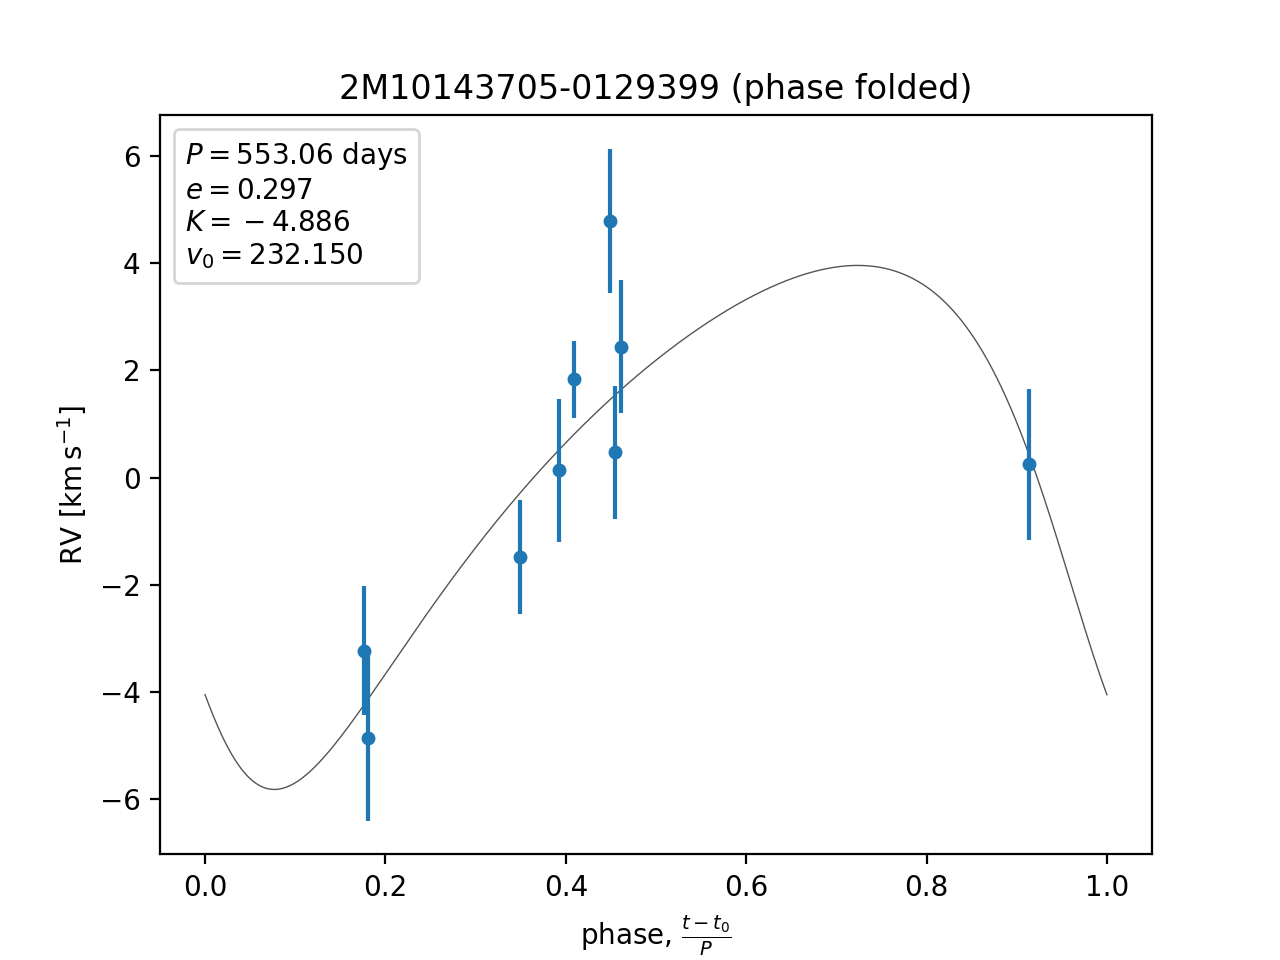 2M10143705-0129399 (phase folded)
P = 553.06 days
e = 0.297
K = −4.886
v₀ = 232.150
6
4
2
0
−2
−4
−6
RV [km s⁻¹]
0.0 0.2 0.4 0.6 0.8 1.0
phase, (t − t₀)/P